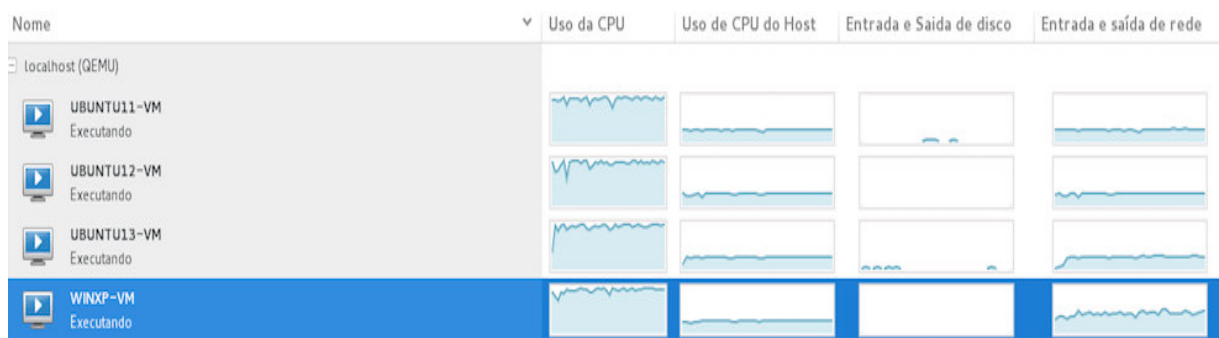 Nome Uso da CPU Uso de CPU do Host Entrada e Saida de disco Entrada e saída de rede
localhost (QEMU)
UBUNTU11-VM
Executando
UBUNTU12-VM
Executando
UBUNTU13-VM
Executando
WINXP-VM
Executando